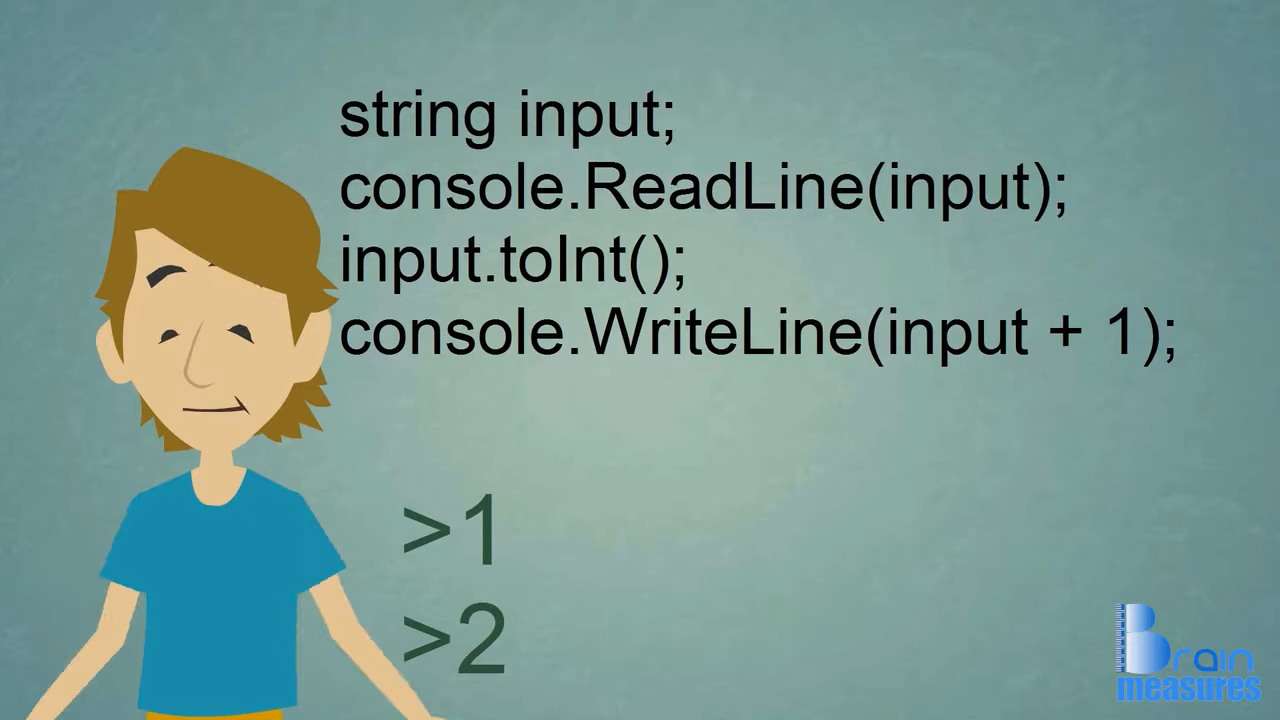 string input;
console.ReadLine(input);
input.toInt();
console.WriteLine(input + 1);
>1
>2
Brain
measures